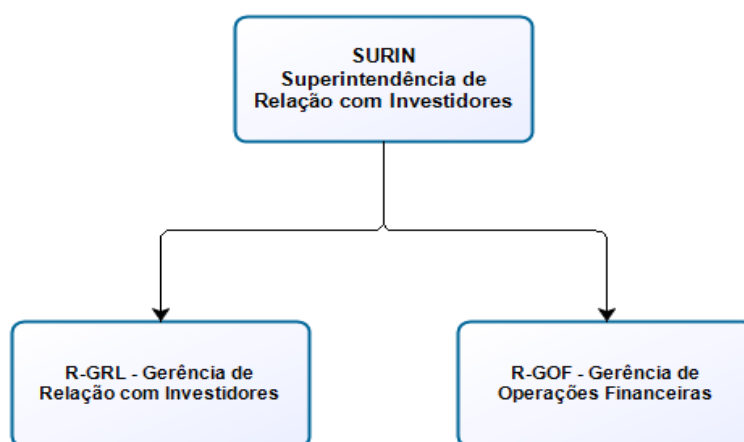 SURIN
Superintendência de
Relação com Investidores
R-GRL - Gerência de
Relação com Investidores
R-GOF - Gerência de
Operações Financeiras